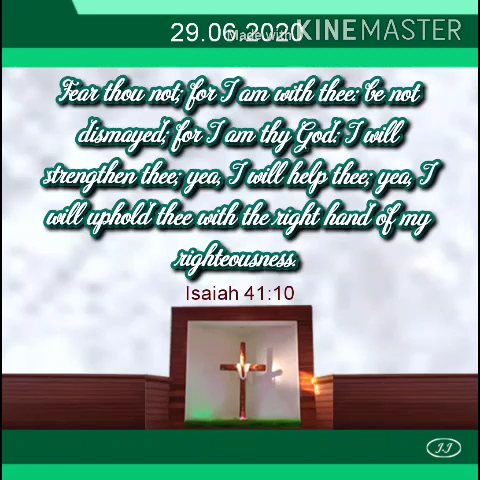 29.06.2020
Made with KINEMASTER
Fear thou not; for I am with thee: be not
dismayed; for I am thy God: I will
strengthen thee; yea, I will help thee; yea, I
will uphold thee with the right hand of my
righteousness.
Isaiah 41:10
JJ